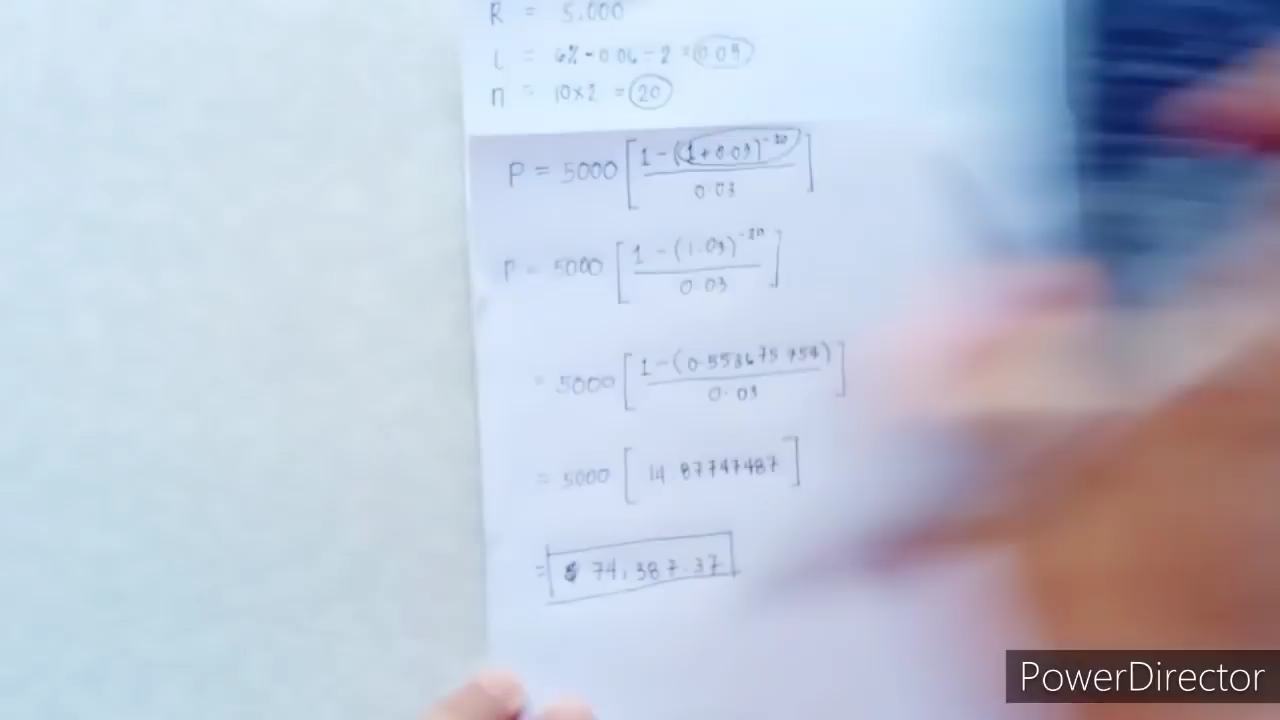 R = 5.000
i = 6% - 0.06 ÷ 2 = 0.03
n = 10×2 = 20
P = 5000 [ 1 - (1+0.03)^-20 / 0.03 ]
P = 5000 [ 1 - (1.03)^-20 / 0.03 ]
= 5000 [ 1 - (0.553675754) / 0.03 ]
= 5000 [ 14.87747487 ]
= $ 74,387.37
PowerDirector